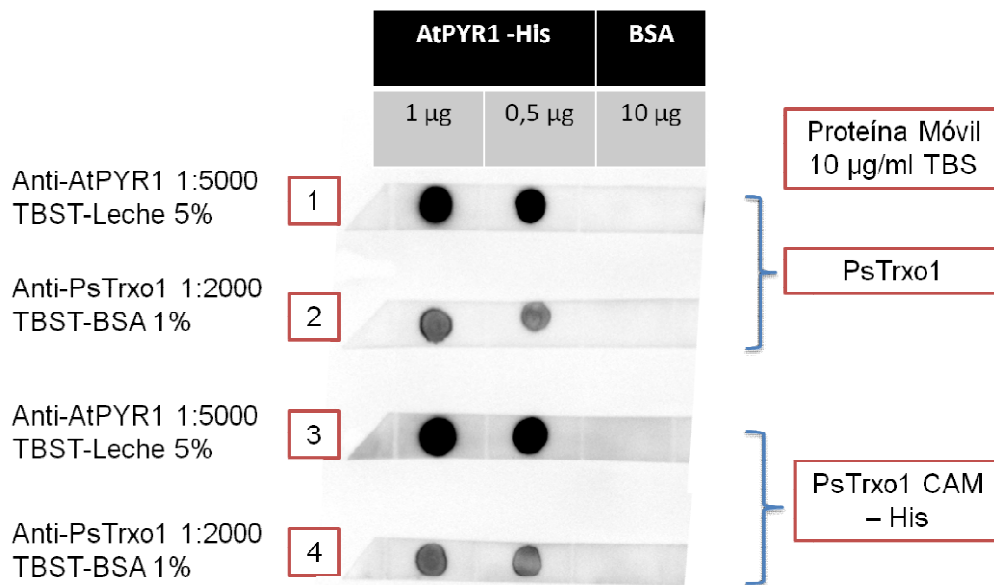 AtPYR1 -His BSA
1 µg 0,5 µg 10 µg
Proteína Móvil
10 µg/ml TBS
Anti-AtPYR1 1:5000
TBST-Leche 5%
1
PsTrxo1
Anti-PsTrxo1 1:2000
TBST-BSA 1%
2
Anti-AtPYR1 1:5000
TBST-Leche 5%
3
PsTrxo1 CAM
– His
Anti-PsTrxo1 1:2000
TBST-BSA 1%
4